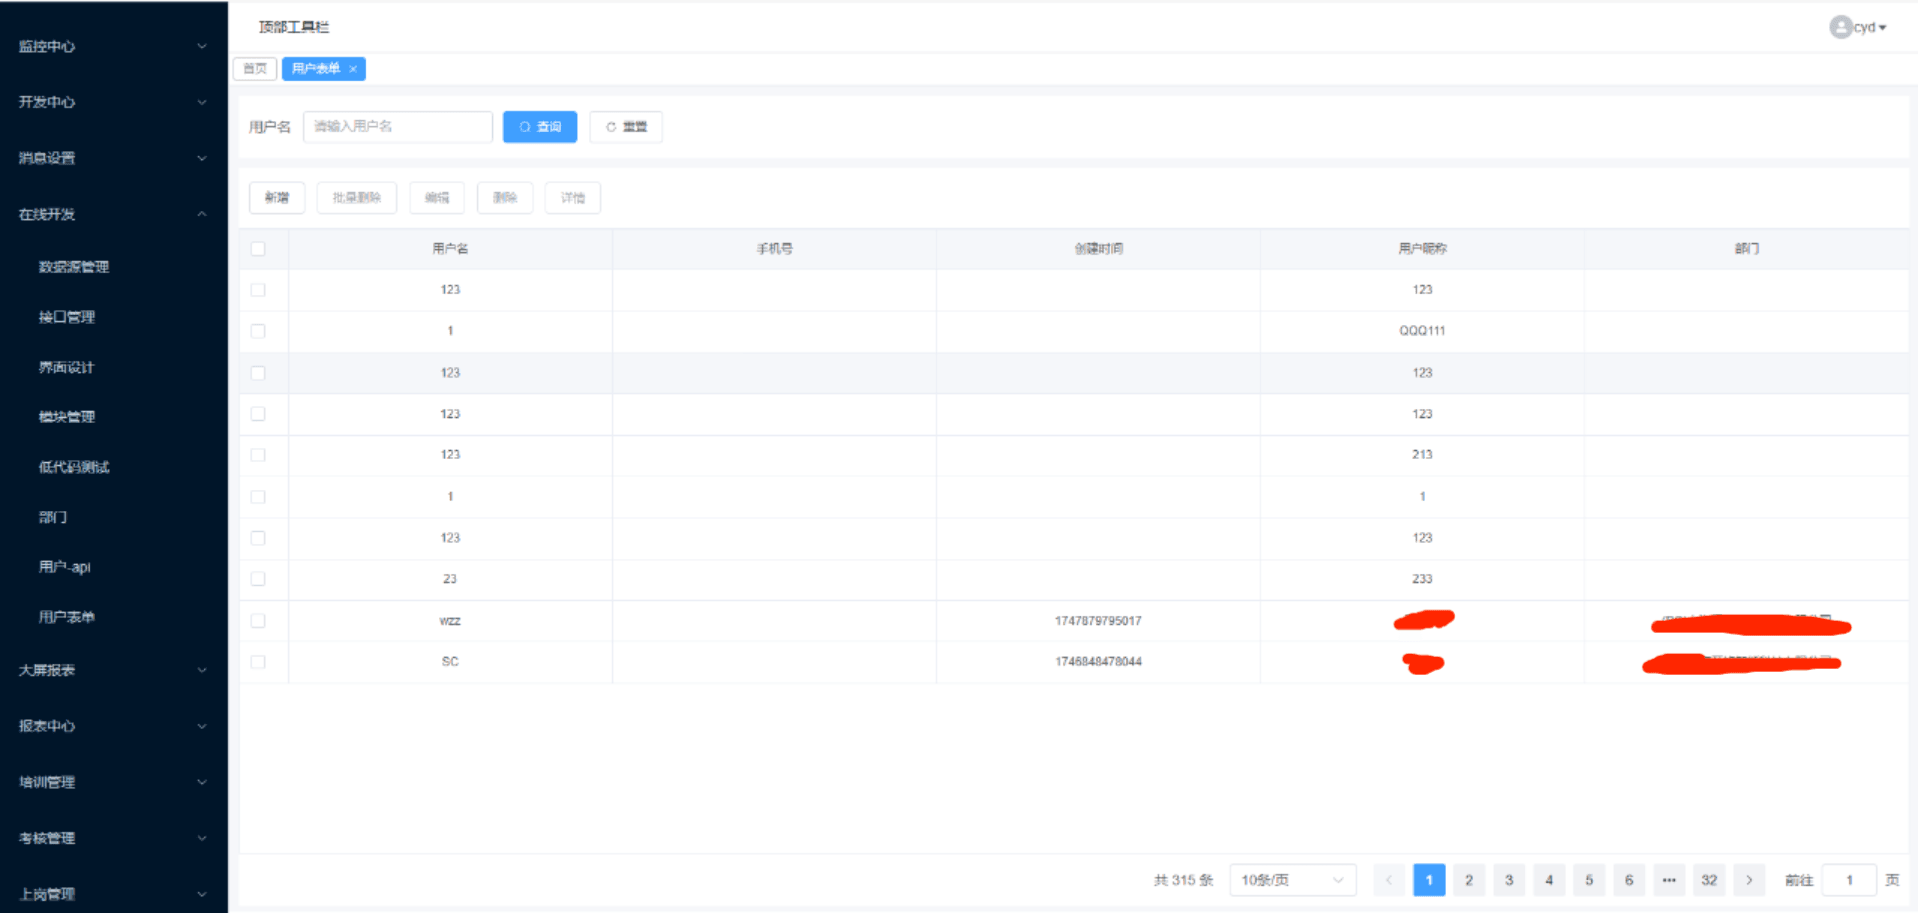 监控中心
开发中心
消息设置
在线开发
数据源管理
接口管理
界面设计
模块管理
低代码测试
部门
用户-api
用户表单
大屏报表
报表中心
培训管理
考核管理
上岗管理
顶部工具栏
cyd
首页 用户表单 ×
用户名 请输入用户名 查询 重置
新增 批量删除 编辑 删除 详情
用户名 手机号 创建时间 用户昵称 部门
123 123
1 QQQ111
123 123
123 123
123 213
1 1
123 123
23 233
wzz 1747879795017
SC 1746848478044
共 315 条 10条/页 < 1 2 3 4 5 6 ··· 32 > 前往 1 页